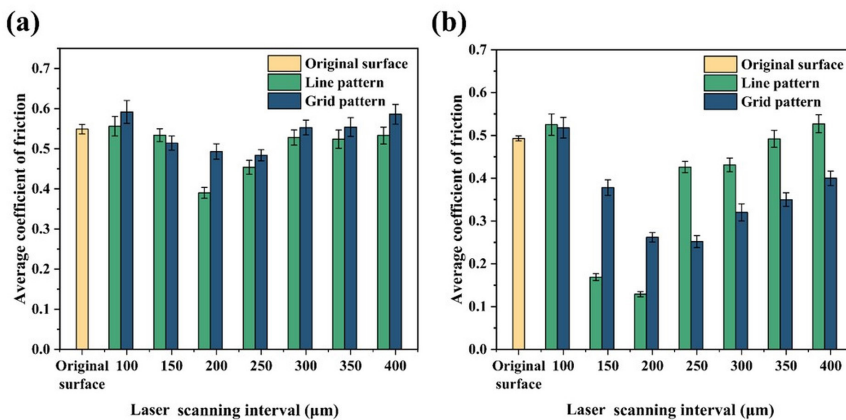 (a)
Average coefficient of friction
0.7
0.6
0.5
0.4
0.3
0.2
0.1
0.0
Original surface
Line pattern
Grid pattern
Original
surface
100 150 200 250 300 350 400
Laser scanning interval (μm)
(b)
Average coefficient of friction
0.7
0.6
0.5
0.4
0.3
0.2
0.1
0.0
Original surface
Line pattern
Grid pattern
Original
surface
100 150 200 250 300 350 400
Laser scanning interval (μm)